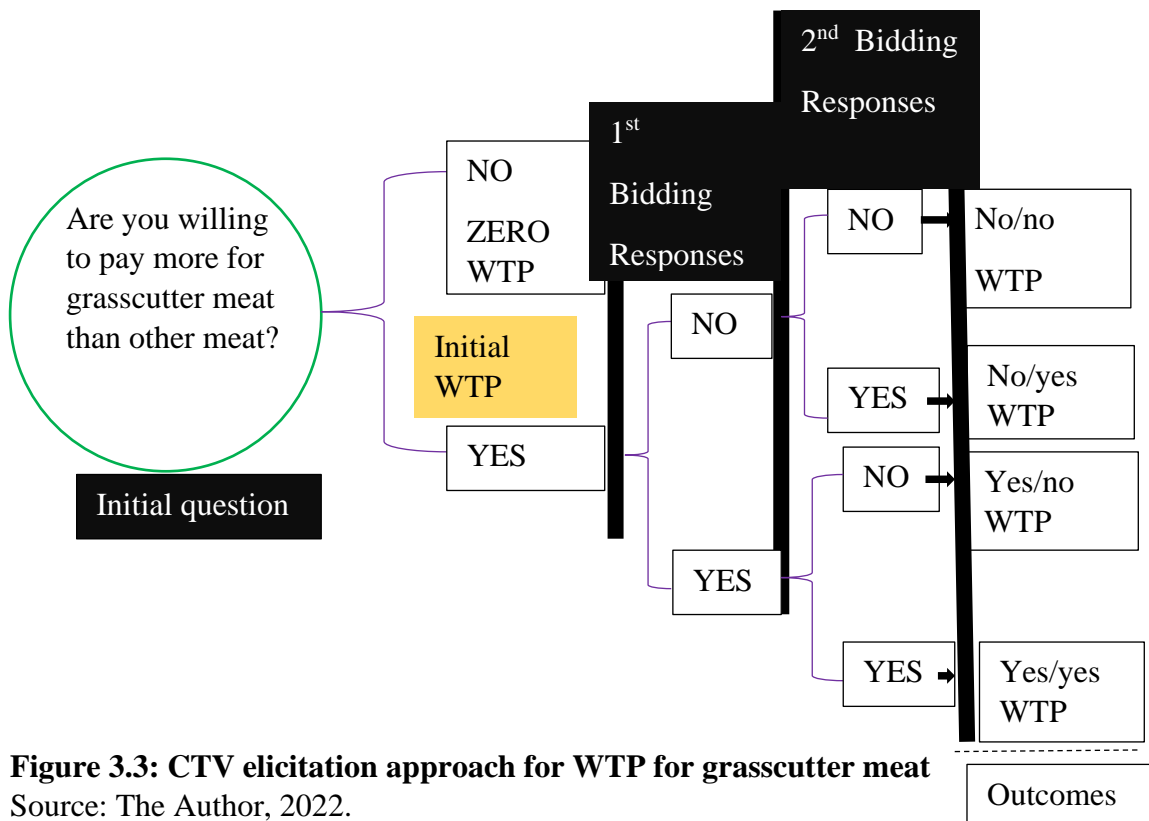 2nd Bidding
Responses
1st
Bidding
Responses
Are you willing
to pay more for
grasscutter meat
than other meat?
Initial question
NO
ZERO
WTP
Initial
WTP
YES
NO
YES
NO
YES
NO
YES
No/no
WTP
No/yes
WTP
Yes/no
WTP
Yes/yes
WTP
Outcomes
Figure 3.3: CTV elicitation approach for WTP for grasscutter meat
Source: The Author, 2022.